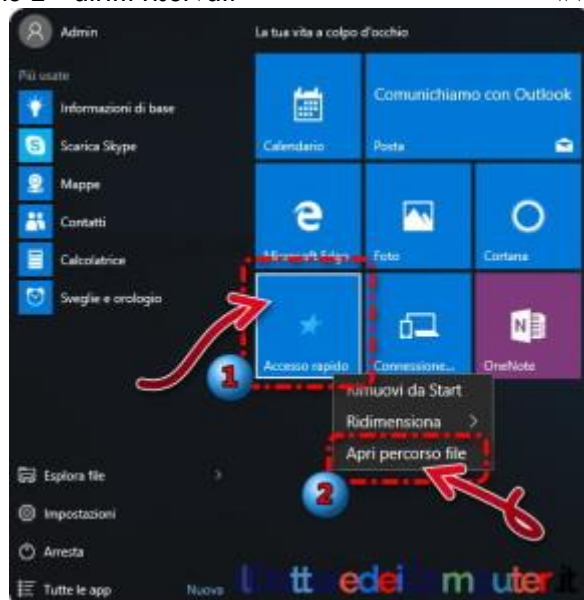 Admin
La tua vita a colpo d'occhio
Più usate
Informazioni di base
Scarica Skype
Mappe
Contatti
Calcolatrice
Sveglie e orologio
Comunichiamo con Outlook
Calendario
Posta
Microsoft Edge
Foto
Cortana
Accesso rapido
Connessione...
OneNote
1
Rimuovi da Start
Ridimensiona
Apri percorso file
2
Esplora file
Impostazioni
Arresta
Tutte le app
Nuova